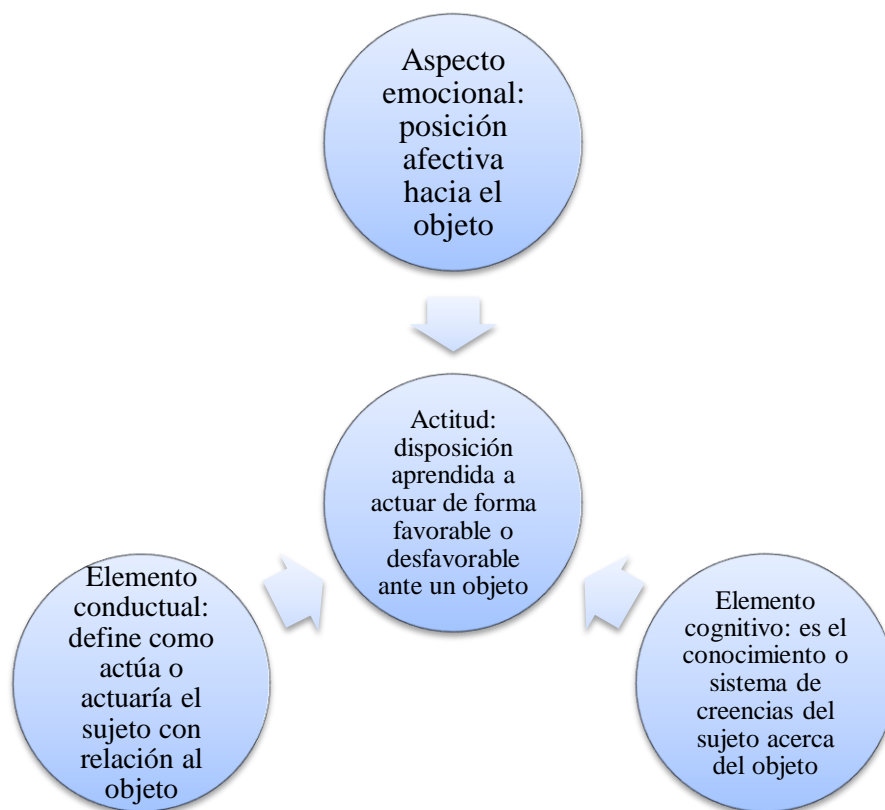 Aspecto
emocional:
posición
afectiva
hacia el
objeto
Actitud:
disposición
aprendida a
actuar de forma
favorable o
desfavorable
ante un objeto
Elemento
conductual:
define como
actúa o
actuaría el
sujeto con
relación al
objeto
Elemento
cognitivo: es el
conocimiento o
sistema de
creencias del
sujeto acerca
del objeto